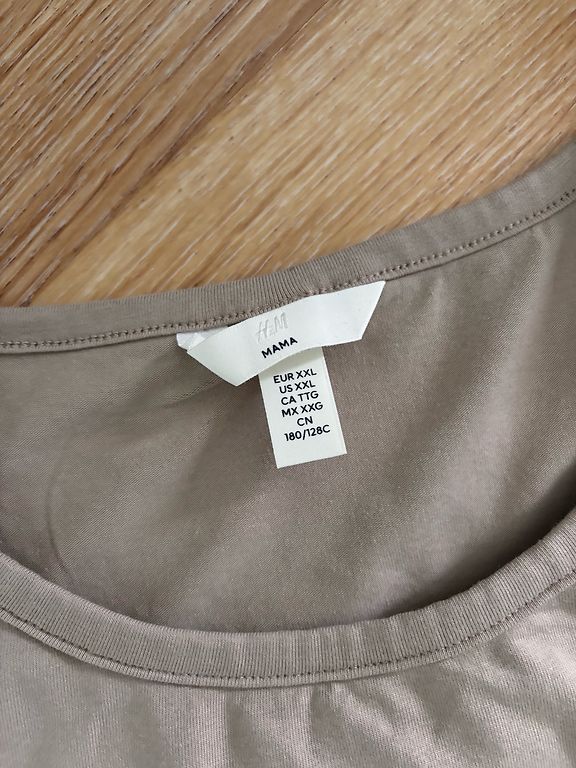 H&M
MAMA
EUR XXL
US XXL
CA TTG
MX XXG
CN
180/128C